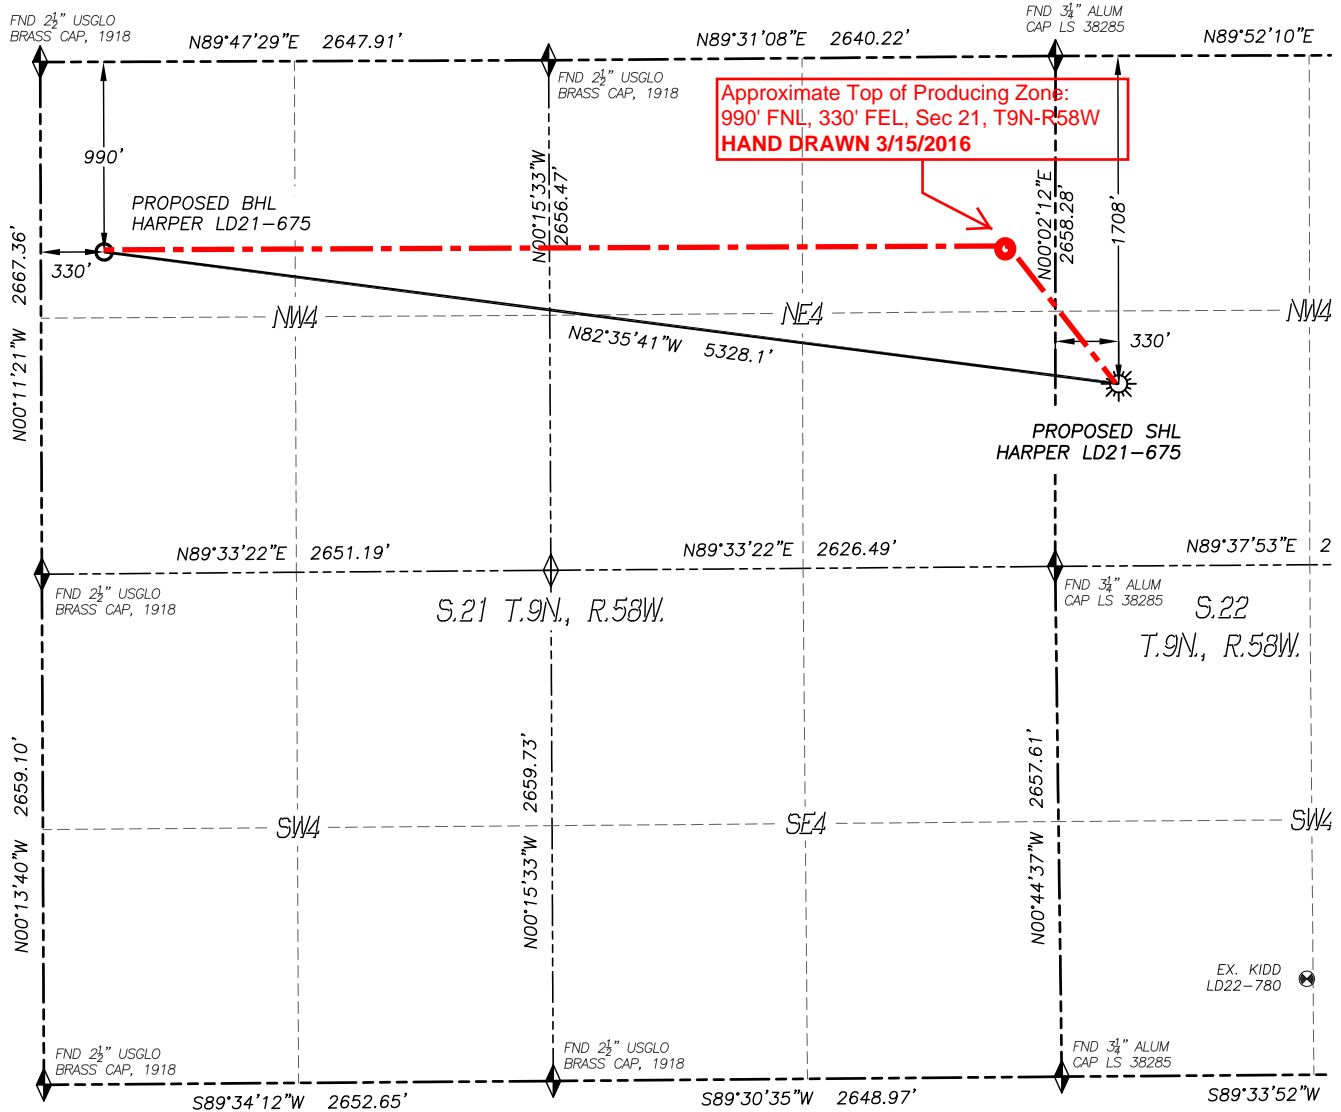 FND 2½" USGLO
BRASS CAP, 1918
N89°47'29"E 2647.91'
N89°31'08"E 2640.22'
FND 3¼" ALUM
CAP LS 38285
N89°52'10"E
FND 2½" USGLO
BRASS CAP, 1918
Approximate Top of Producing Zone:
990' FNL, 330' FEL, Sec 21, T9N-R58W
HAND DRAWN 3/15/2016
990'
PROPOSED BHL
HARPER LD21-675
330'
N00°11'21"W 2667.36'
N00°15'33"W
2656.47'
N00°02'12"E
2658.28'
1708'
NW4
NE4
NW4
N82°35'41"W 5328.1'
330'
PROPOSED SHL
HARPER LD21-675
N89°33'22"E 2651.19'
N89°33'22"E 2626.49'
N89°37'53"E 2
FND 2½" USGLO
BRASS CAP, 1918
S.21 T.9N., R.58W.
FND 3¼" ALUM
CAP LS 38285
S.22
T.9N., R.58W.
N00°13'40"W 2659.10'
N00°15'33"W 2659.73'
N00°44'37"W 2657.61'
SW4
SE4
SW4
EX. KIDD
LD22-780
FND 2½" USGLO
BRASS CAP, 1918
FND 2½" USGLO
BRASS CAP, 1918
FND 3¼" ALUM
CAP LS 38285
S89°34'12"W 2652.65'
S89°30'35"W 2648.97'
S89°33'52"W